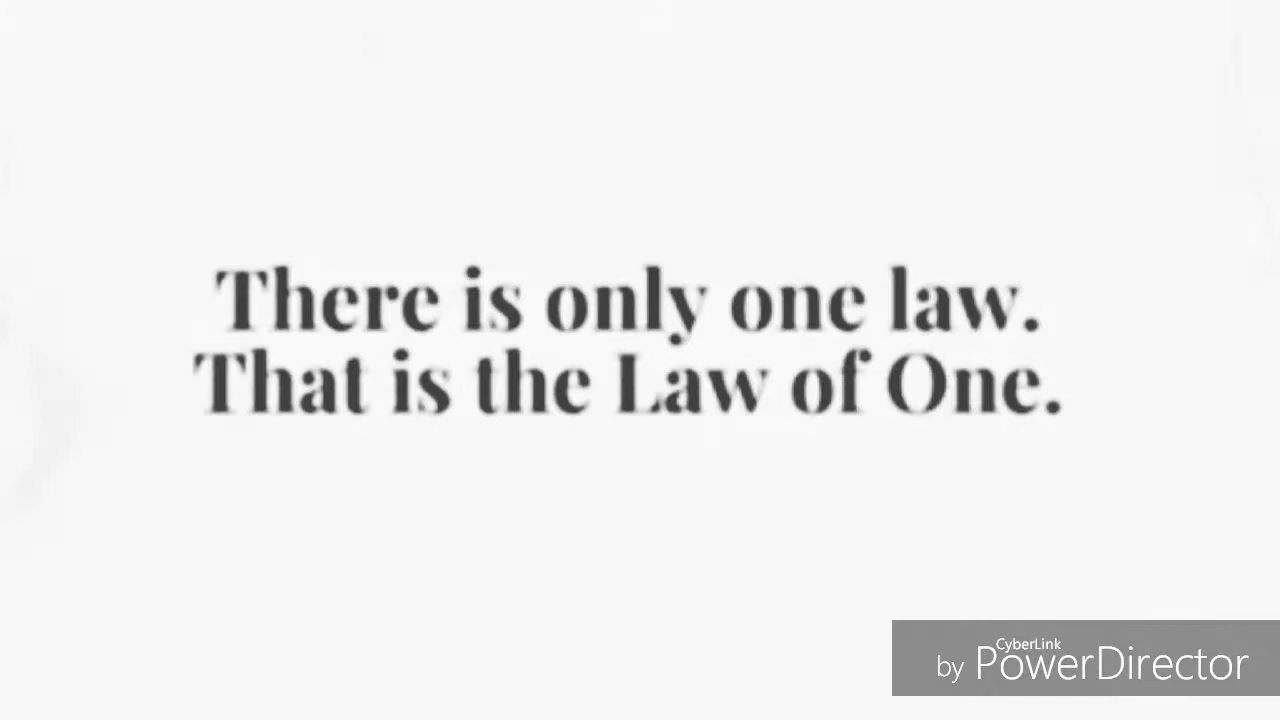 There is only one law.
That is the Law of One.
CyberLink
by PowerDirector